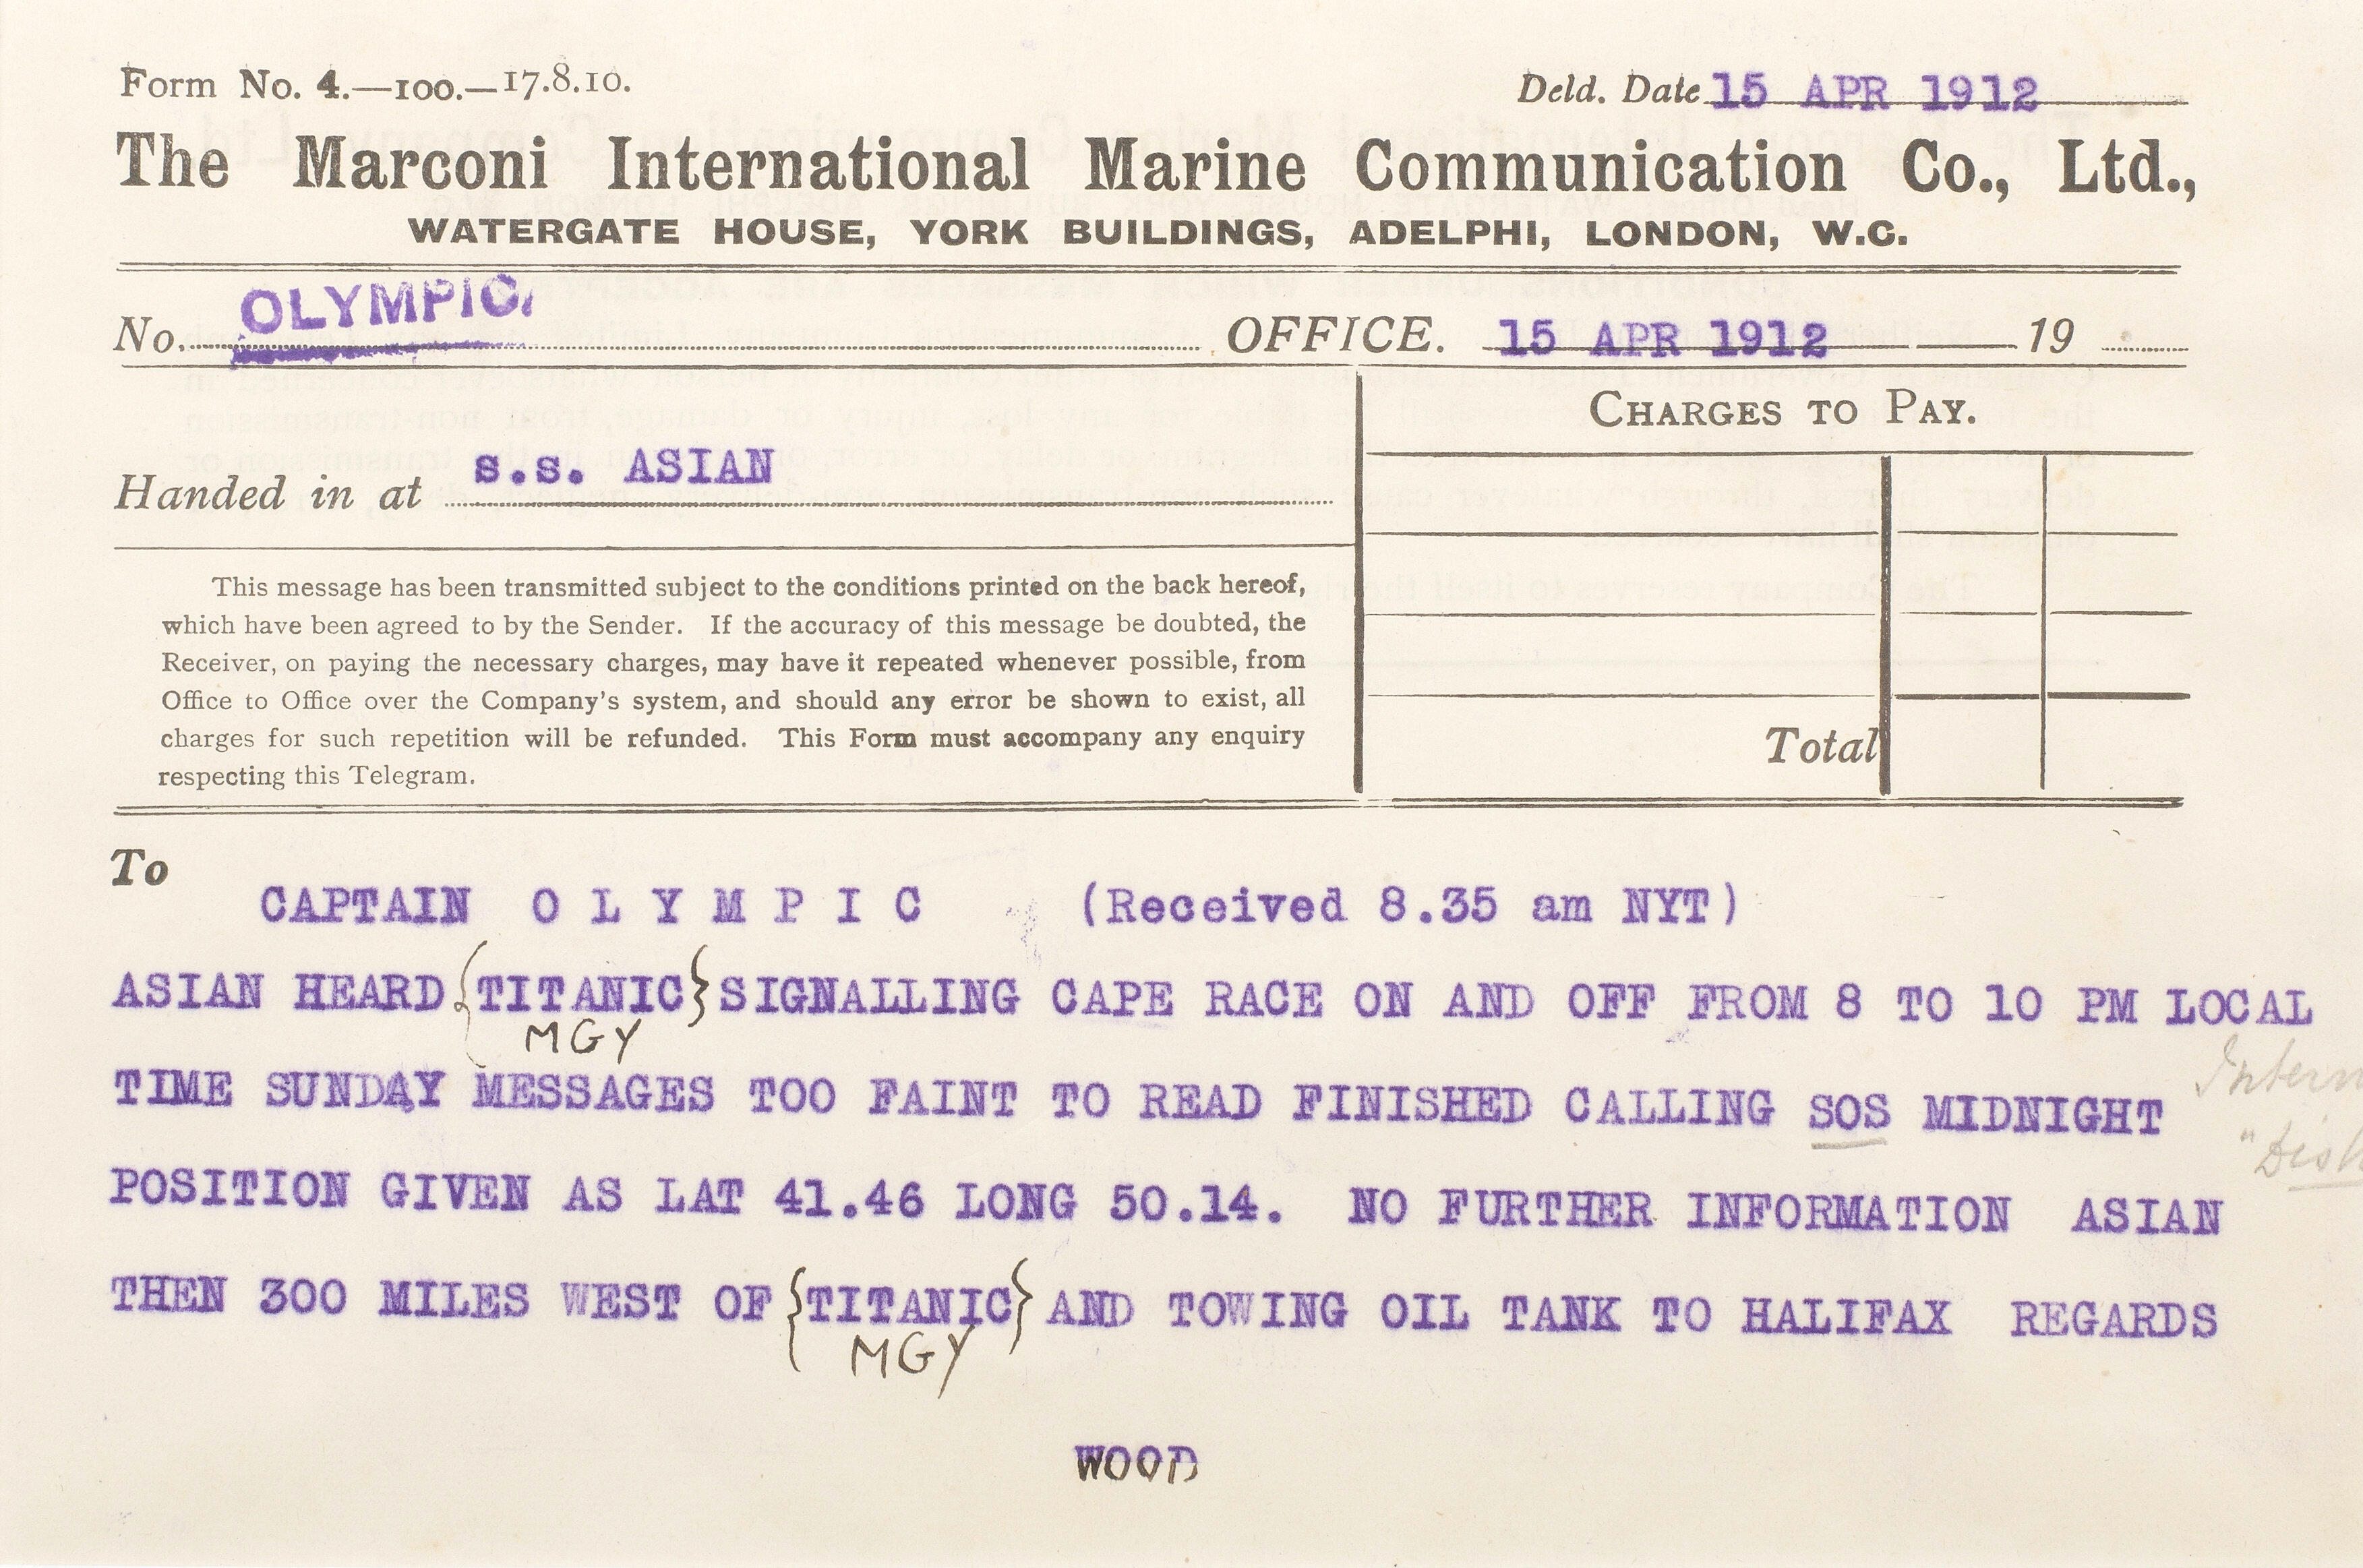 Form No. 4.—100.—17.8.10.
Deld. Date 15 APR 1912
The Marconi International Marine Communication Co., Ltd.,
WATERGATE HOUSE, YORK BUILDINGS, ADELPHI, LONDON, W.C.
No. OLYMPIC. OFFICE. 15 APR 1912 19
CHARGES TO PAY.
Handed in at s.s. ASIAN
This message has been transmitted subject to the conditions printed on the back hereof,
which have been agreed to by the Sender. If the accuracy of this message be doubted, the
Receiver, on paying the necessary charges, may have it repeated whenever possible, from
Office to Office over the Company's system, and should any error be shown to exist, all
charges for such repetition will be refunded. This Form must accompany any enquiry
respecting this Telegram.
Total
To
CAPTAIN O L Y M P I C (Received 8.35 am NYT)
ASIAN HEARD {TITANIC} SIGNALLING CAPE RACE ON AND OFF FROM 8 TO 10 PM LOCAL
MGY
TIME SUNDAY MESSAGES TOO FAINT TO READ FINISHED CALLING SOS MIDNIGHT
POSITION GIVEN AS LAT 41.46 LONG 50.14. NO FURTHER INFORMATION ASIAN
THEN 300 MILES WEST OF {TITANIC} AND TOWING OIL TANK TO HALIFAX REGARDS
MGY
WOOD